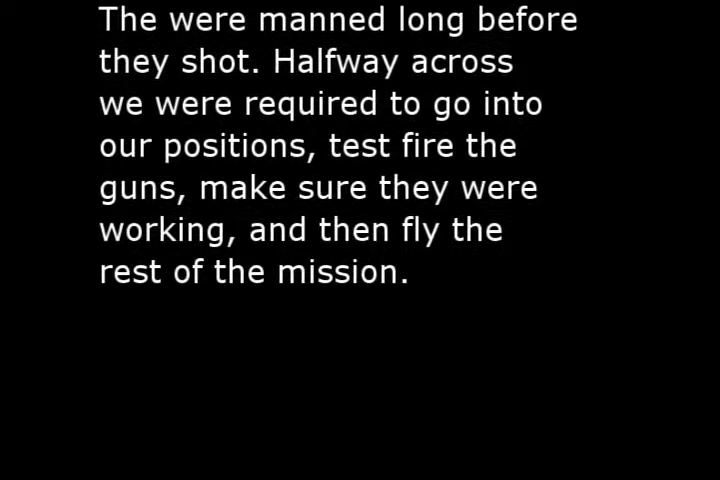 The were manned long before
they shot. Halfway across
we were required to go into
our positions, test fire the
guns, make sure they were
working, and then fly the
rest of the mission.